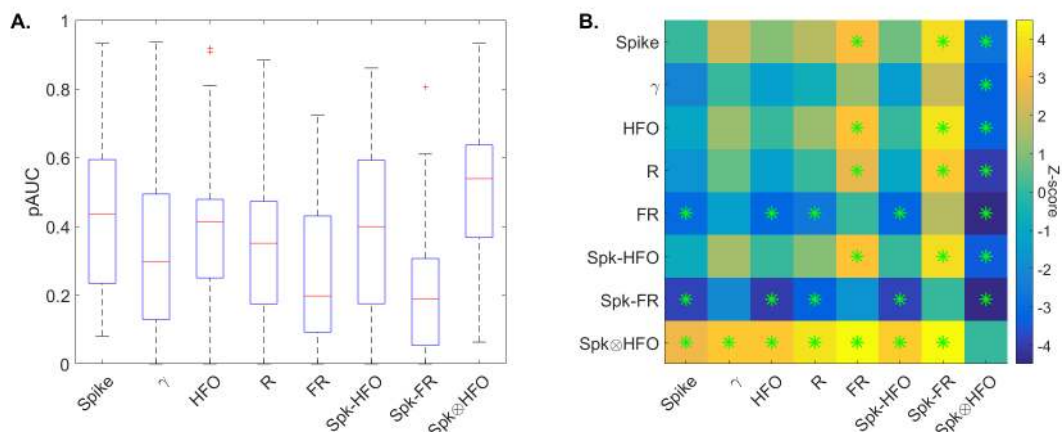 A.
pAUC
1
0.8
0.6
0.4
0.2
0
Spike
γ
HFO
R
FR
Spk-HFO
Spk-FR
Spk⊗HFO
B.
Spike
γ
HFO
R
FR
Spk-HFO
Spk-FR
Spk⊗HFO
Spike
γ
HFO
R
FR
Spk-HFO
Spk-FR
Spk⊗HFO
4
3
2
1
0
-1
-2
-3
-4
Z-score